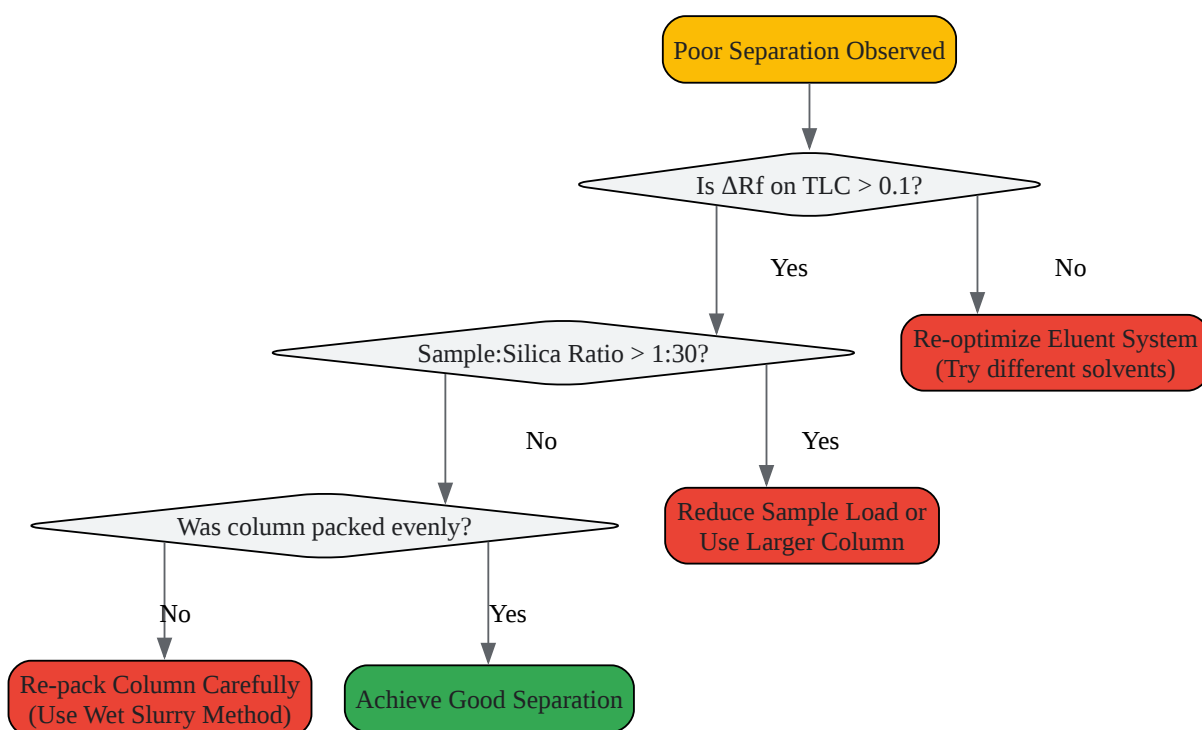 Poor Separation Observed
Is ΔRf on TLC > 0.1?
Yes
No
Sample:Silica Ratio > 1:30?
Re-optimize Eluent System
(Try different solvents)
No
Yes
Was column packed evenly?
Reduce Sample Load or
Use Larger Column
No
Yes
Re-pack Column Carefully
(Use Wet Slurry Method)
Achieve Good Separation